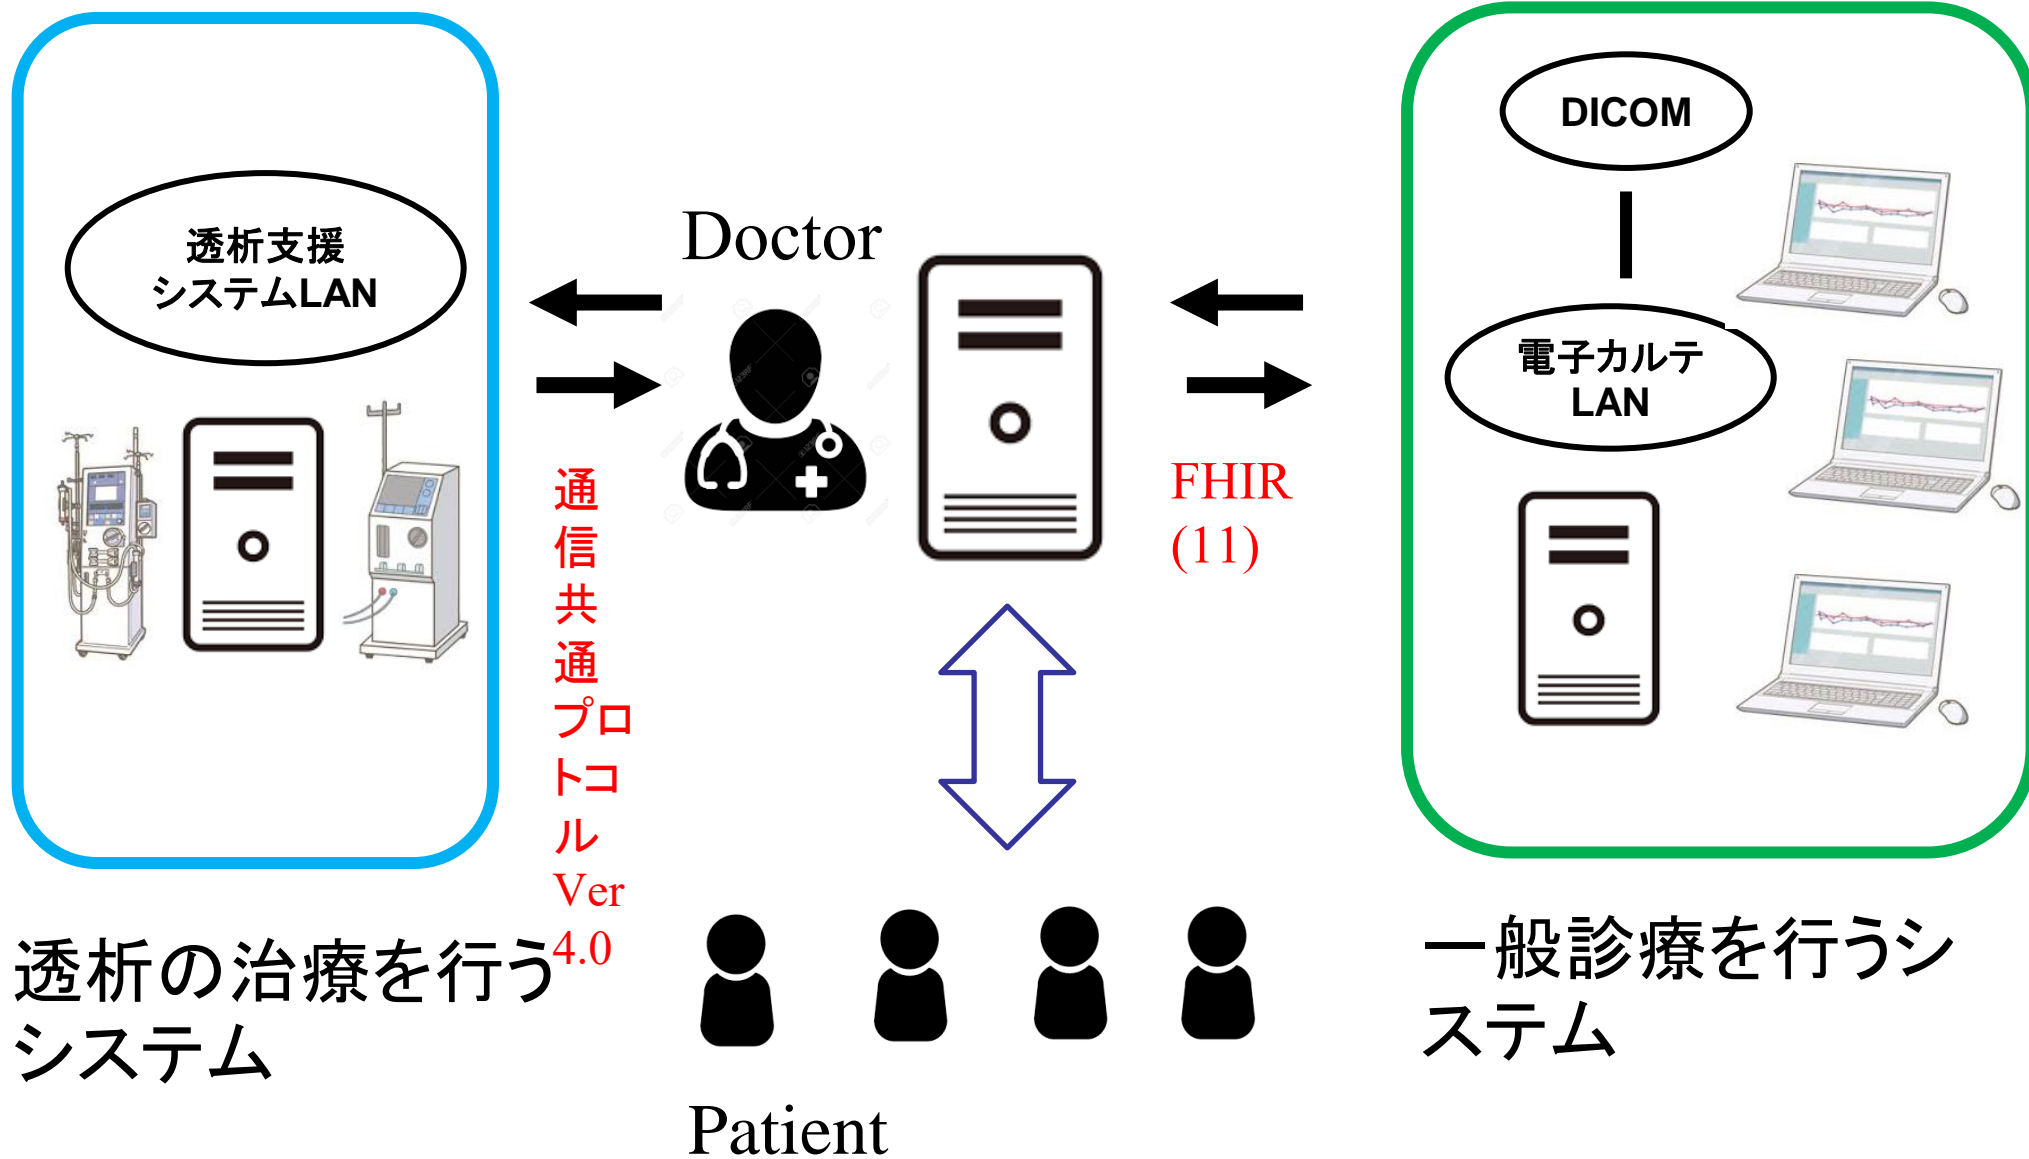 透析支援
システムLAN
Doctor
DICOM
電子カルテ
LAN
通
信
共
通
プロ
トコ
ル
Ver
4.0
FHIR
(11)
透析の治療を行う
システム
一般診療を行うシ
ステム
Patient